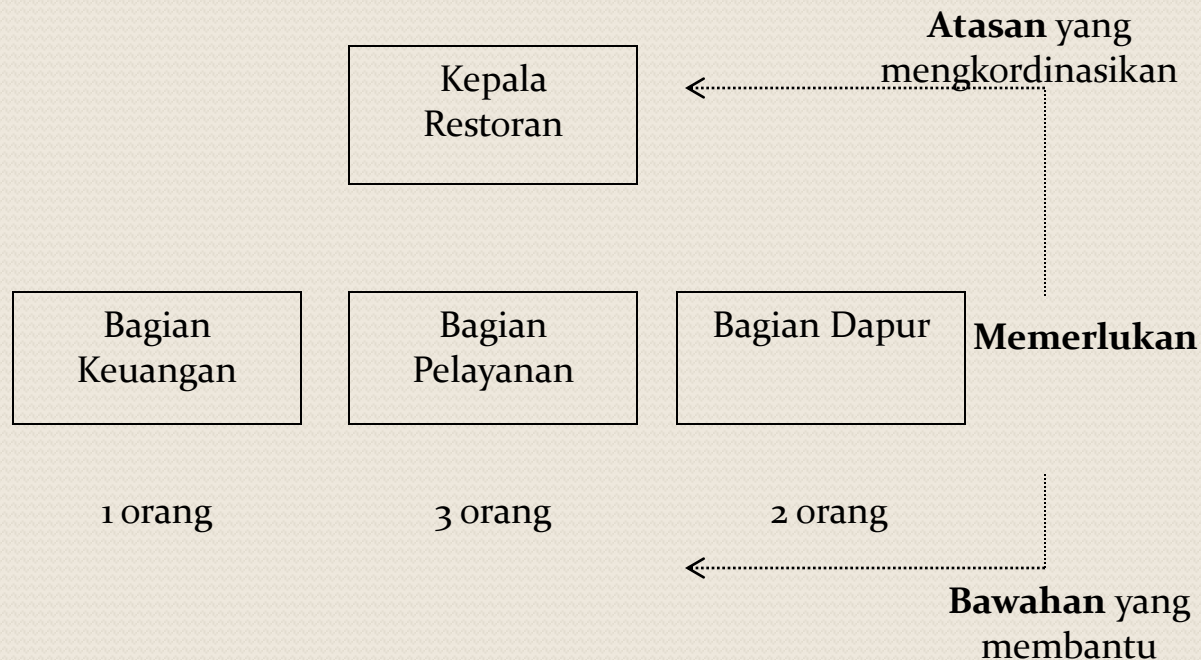 Atasan yang
mengkordinasikan
Kepala
Restoran
Bagian
Keuangan
Bagian
Pelayanan
Bagian Dapur
Memerlukan
1 orang
3 orang
2 orang
Bawahan yang
membantu